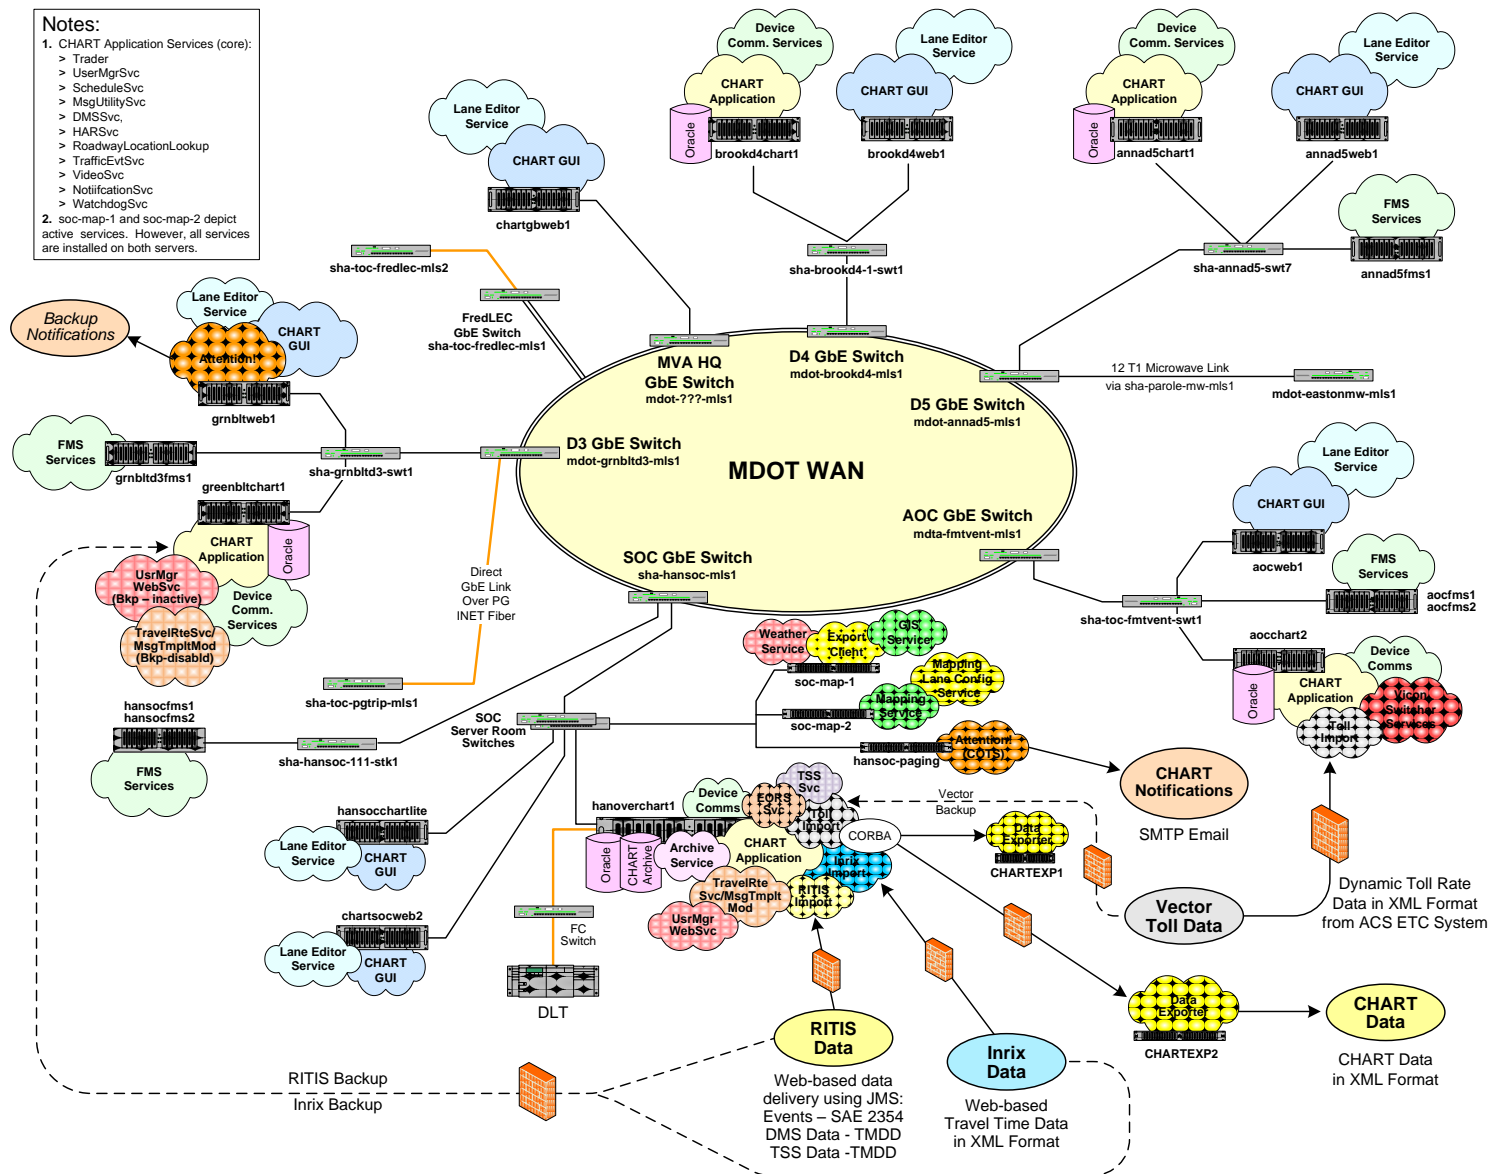 Notes:
1. CHART Application Services (core):
> Trader
> UserMgrSvc
> ScheduleSvc
> MsgUtilitySvc
> DMSSvc,
> HARSvc
> RoadwayLocationLookup
> TrafficEvtSvc
> VideoSvc
> NotiifcationSvc
> WatchdogSvc
2. soc-map-1 and soc-map-2 depict
active services. However, all services
are installed on both servers.
Lane Editor
Service
CHART GUI
chartgbweb1
Device
Comm. Services
CHART
Application
Oracle
brookd4chart1
Lane Editor
Service
CHART GUI
brookd4web1
sha-brookd4-1-swt1
Device
Comm. Services
CHART
Application
Oracle
annad5chart1
Lane Editor
Service
CHART GUI
annad5web1
FMS
Services
annad5fms1
sha-annad5-swt7
sha-toc-fredlec-mls2
FredLEC
GbE Switch
sha-toc-fredlec-mls1
Backup
Notifications
Lane Editor
Service
CHART
GUI
Attention!
grnbltweb1
FMS
Services
grnbltd3fms1
sha-grnbltd3-swt1
greenbltchart1
CHART
Application
Oracle
UsrMgr
WebSvc
(Bkp – inactive)
Device
Comm.
Services
TravelRteSvc/
MsgTmpltMod
(Bkp-disabld)
MVA HQ
GbE Switch
mdot-???-mls1
D4 GbE Switch
mdot-brookd4-mls1
D5 GbE Switch
mdot-annad5-mls1
12 T1 Microwave Link
via sha-parole-mw-mls1
mdot-eastonmw-mls1
D3 GbE Switch
mdot-grnbltd3-mls1
MDOT WAN
AOC GbE Switch
mdta-fmtvent-mls1
SOC GbE Switch
sha-hansoc-mls1
Direct
GbE Link
Over PG
INET Fiber
sha-toc-pgtrip-mls1
Lane Editor
Service
CHART GUI
aocweb1
FMS
Services
aocfms1
aocfms2
sha-toc-fmtvent-swt1
aocchart2
Device
Comms
CHART
Application
Oracle
Vicon
Switcher
Services
Toll
Import
hansocfms1
hansocfms2
FMS
Services
sha-hansoc-111-stk1
SOC
Server Room
Switches
Weather
Service
Export
Client
GIS
Service
soc-map-1
Mapping
Lane Config
Service
Mapping
Service
soc-map-2
hansoc-paging
Attention!
(COTS)
CHART
Notifications
SMTP Email
hansocchartlite
Lane Editor
Service
CHART
GUI
chartsocweb2
Lane Editor
Service
CHART
GUI
hanoverchart1
Device
Comms
EORS
Svc
TSS
Svc
Toll
Import
CORBA
Oracle
CHART
Archive
Archive
Service
CHART
Application
Inrix
Import
TravelRte
Svc/MsgTmplt
Mod
RITIS
Import
UsrMgr
WebSvc
FC
Switch
DLT
Vector
Backup
Data
Exporter
CHARTEXP1
Vector
Toll Data
Dynamic Toll Rate
Data in XML Format
from ACS ETC System
Data
Exporter
CHARTEXP2
CHART
Data
CHART Data
in XML Format
RITIS
Data
Web-based data
delivery using JMS:
Events – SAE 2354
DMS Data - TMDD
TSS Data -TMDD
Inrix
Data
Web-based
Travel Time Data
in XML Format
RITIS Backup
Inrix Backup